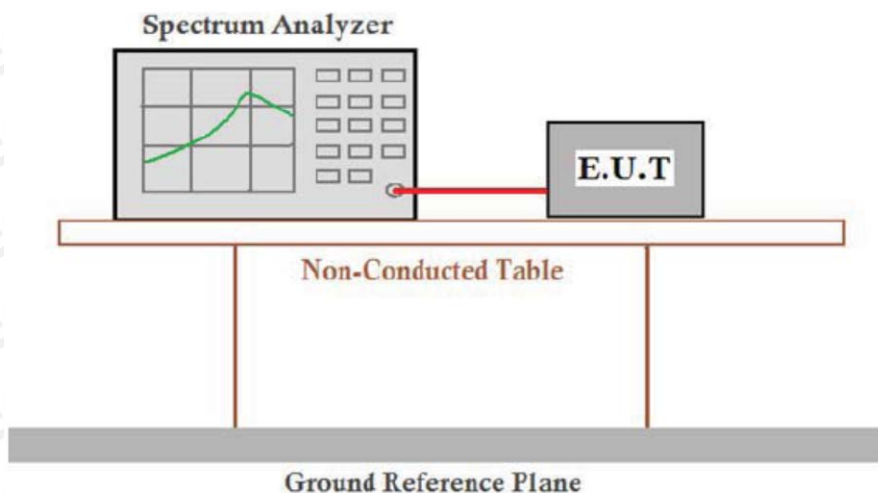 Spectrum Analyzer
E.U.T
Non-Conducted Table
Ground Reference Plane